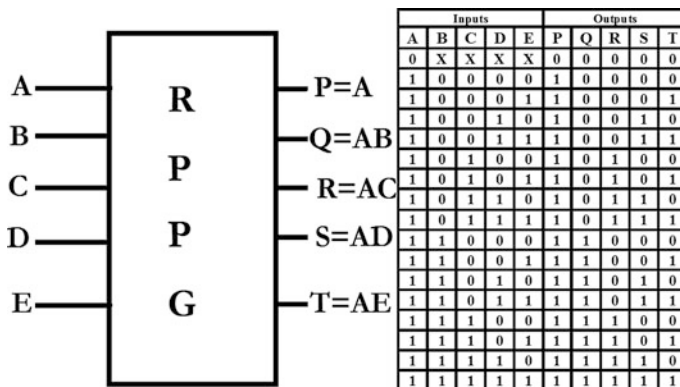 A
B
C
D
E
R
P
P
G
P=A
Q=AB
R=AC
S=AD
T=AE
Inputs Outputs
A B C D E P Q R S T
0 X X X X 0 0 0 0 0
1 0 0 0 0 1 0 0 0 0
1 0 0 0 1 1 0 0 0 1
1 0 0 1 0 1 0 0 1 0
1 0 0 1 1 1 0 0 1 1
1 0 1 0 0 1 0 1 0 0
1 0 1 0 1 1 0 1 0 1
1 0 1 1 0 1 0 1 1 0
1 0 1 1 1 1 0 1 1 1
1 1 0 0 0 1 1 0 0 0
1 1 0 0 1 1 1 0 0 1
1 1 0 1 0 1 1 0 1 0
1 1 0 1 1 1 1 0 1 1
1 1 1 0 0 1 1 1 0 0
1 1 1 0 1 1 1 1 0 1
1 1 1 1 0 1 1 1 1 0
1 1 1 1 1 1 1 1 1 1